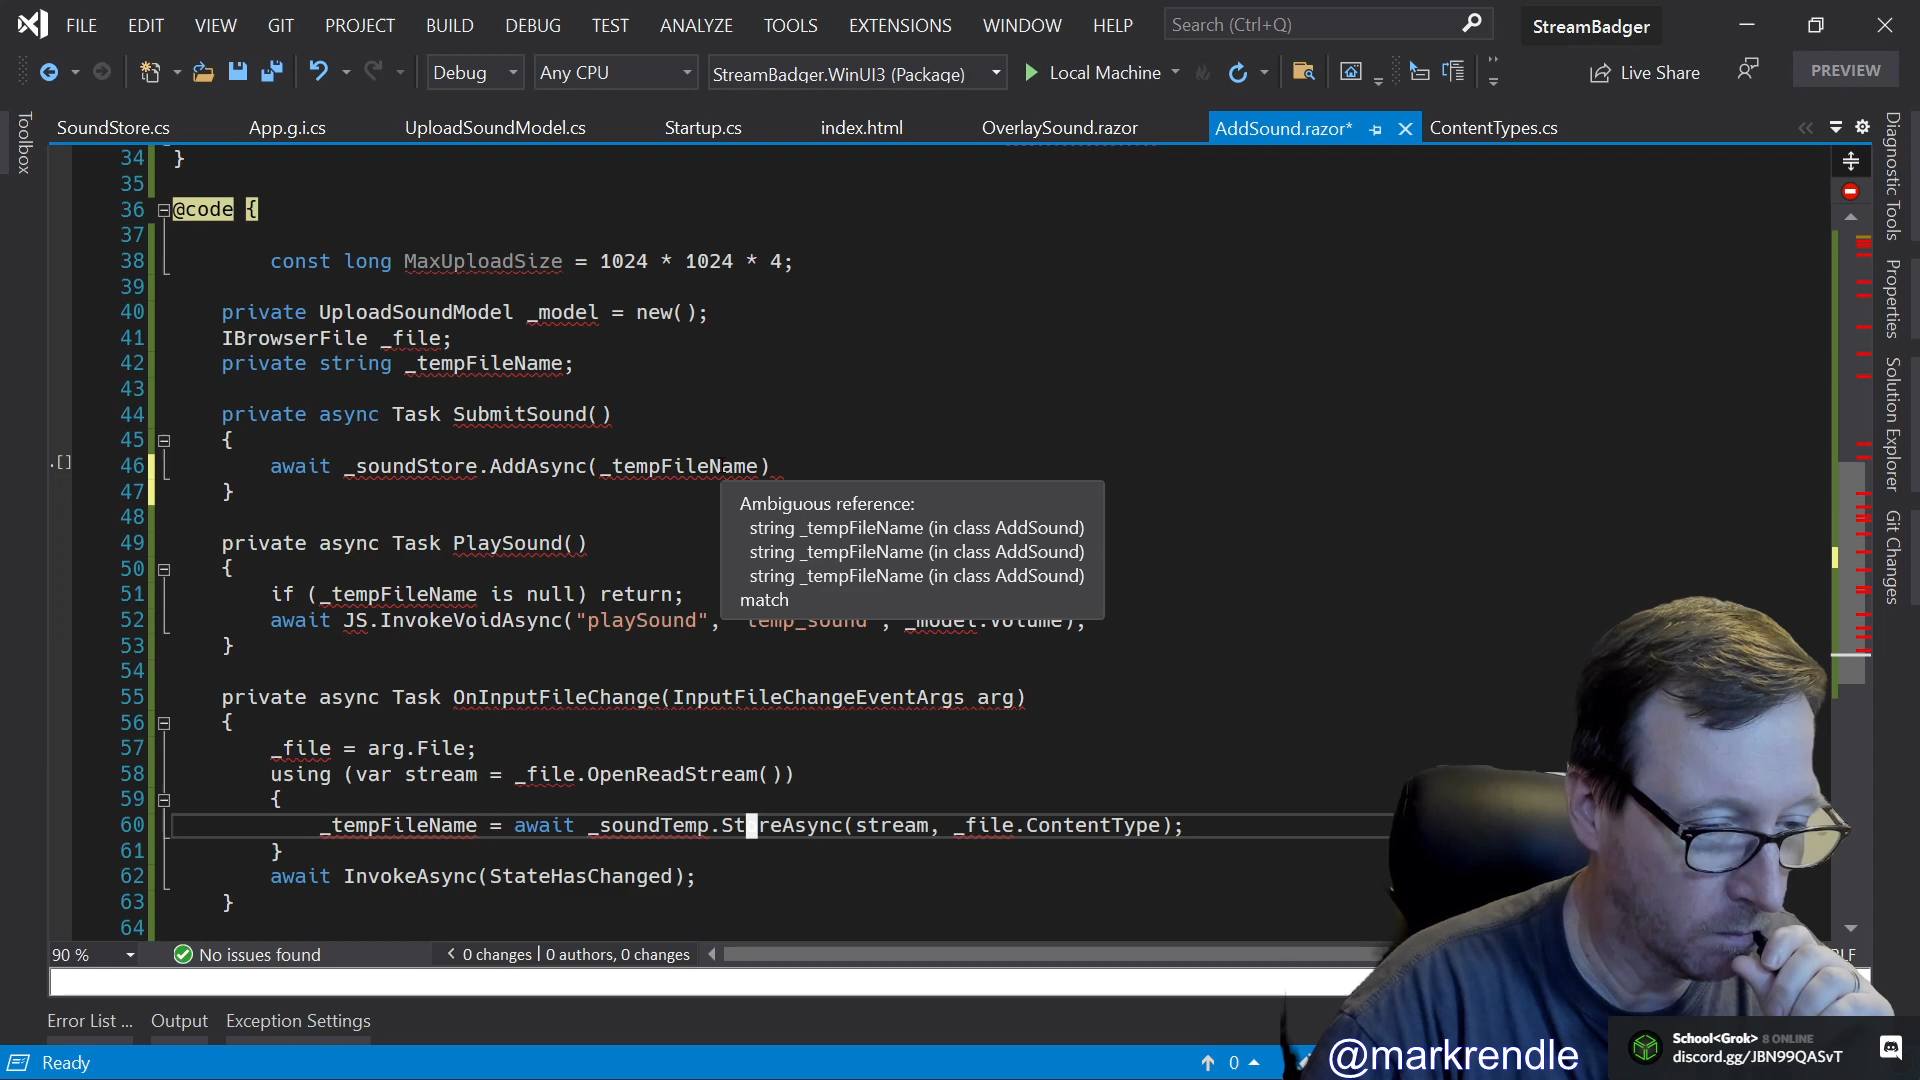 FILE EDIT VIEW GIT PROJECT BUILD DEBUG TEST ANALYZE TOOLS EXTENSIONS WINDOW HELP Search (Ctrl+Q) StreamBadger
Debug Any CPU StreamBadger.WinUI3 (Package) Local Machine Live Share PREVIEW
Toolbox
SoundStore.cs App.g.i.cs UploadSoundModel.cs Startup.cs index.html OverlaySound.razor AddSound.razor* ContentTypes.cs
34 }
35
36 @code {
37
38 const long MaxUploadSize = 1024 * 1024 * 4;
39
40 private UploadSoundModel _model = new();
41 IBrowserFile _file;
42 private string _tempFileName;
43
44 private async Task SubmitSound()
45 {
46 await _soundStore.AddAsync(_tempFileName)
47 }
48
49 private async Task PlaySound()
50 {
51 if (_tempFileName is null) return;
52 await JS.InvokeVoidAsync("playSound", "temp_sound", _model.Volume);
53 }
54
55 private async Task OnInputFileChange(InputFileChangeEventArgs arg)
56 {
57 _file = arg.File;
58 using (var stream = _file.OpenReadStream())
59 {
60 _tempFileName = await _soundTemp.StoreAsync(stream, _file.ContentType);
61 }
62 await InvokeAsync(StateHasChanged);
63 }
64
Ambiguous reference:
string _tempFileName (in class AddSound)
string _tempFileName (in class AddSound)
string _tempFileName (in class AddSound)
match
Diagnostic Tools
Properties
Solution Explorer
Git Changes
90 % No issues found 0 changes | 0 authors, 0 changes
Error List ... Output Exception Settings
Ready 0
@markrendle
School<Grok> 8 ONLINE
discord.gg/JBN99QASvT